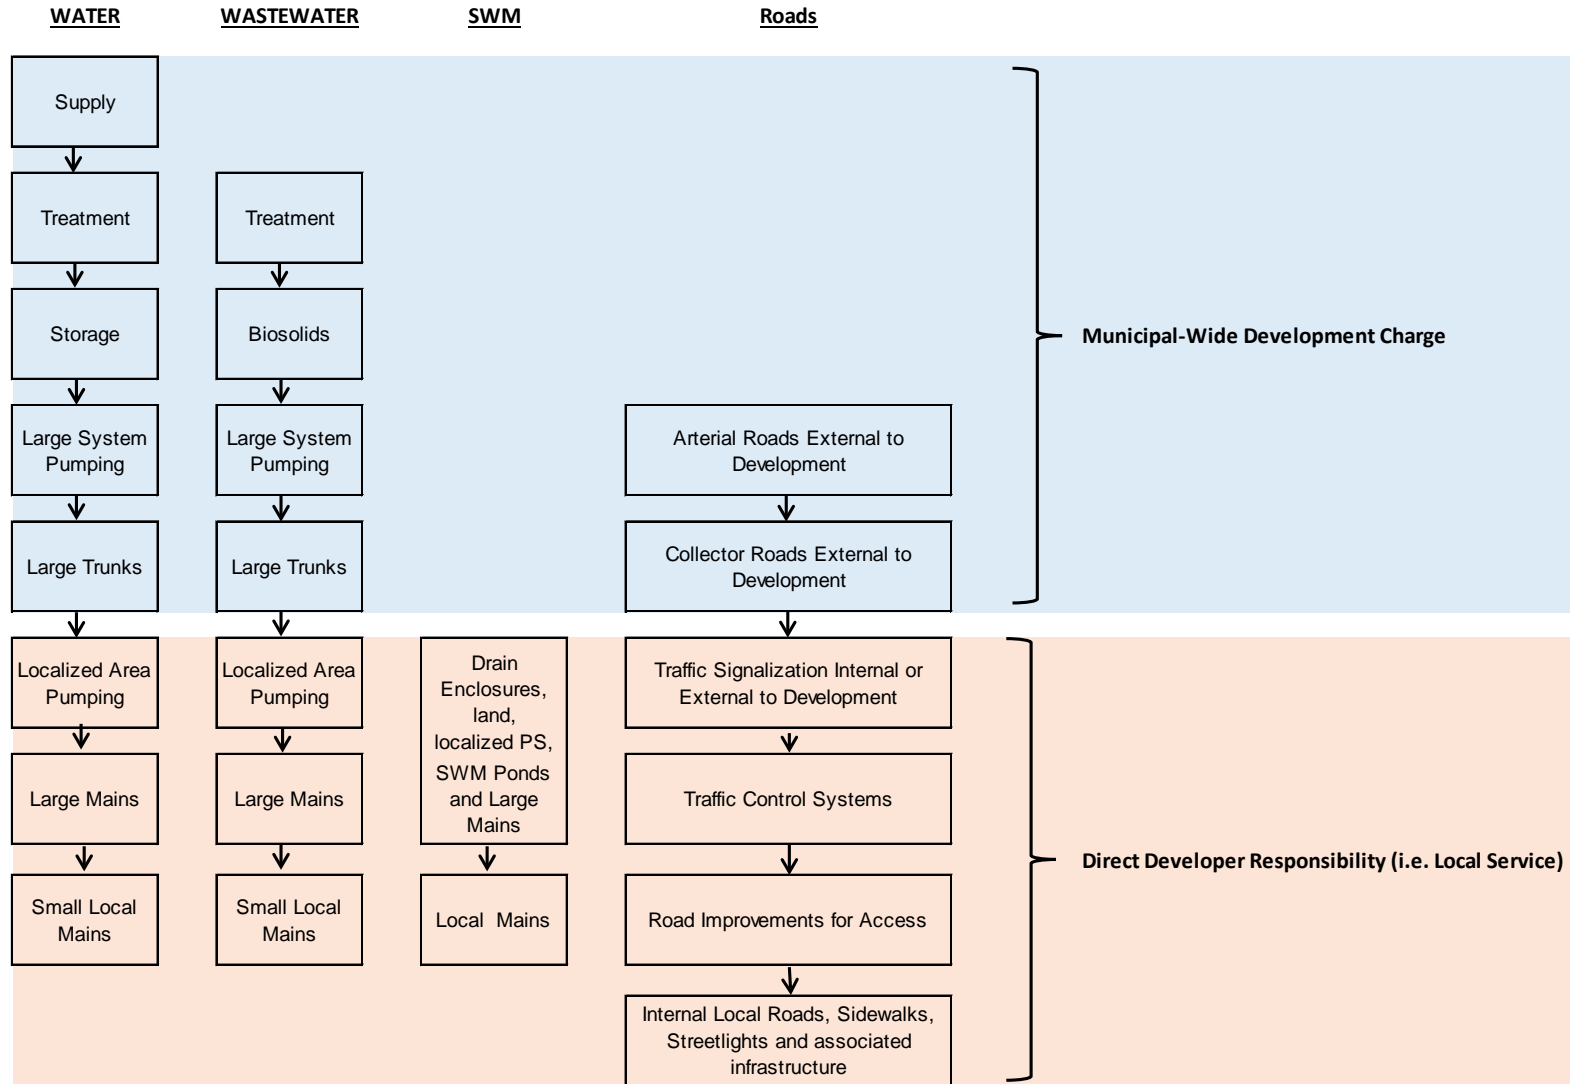 WATER
WASTEWATER
SWM
Roads
Supply
Treatment
Treatment
Storage
Biosolids
Municipal-Wide Development Charge
Large System
Pumping
Large System
Pumping
Arterial Roads External to
Development
Large Trunks
Large Trunks
Collector Roads External to
Development
Localized Area
Pumping
Localized Area
Pumping
Drain
Enclosures,
land,
localized PS,
SWM Ponds
and Large
Mains
Traffic Signalization Internal or
External to Development
Large Mains
Large Mains
Traffic Control Systems
Direct Developer Responsibility (i.e. Local Service)
Small Local
Mains
Small Local
Mains
Local Mains
Road Improvements for Access
Internal Local Roads, Sidewalks,
Streetlights and associated
infrastructure